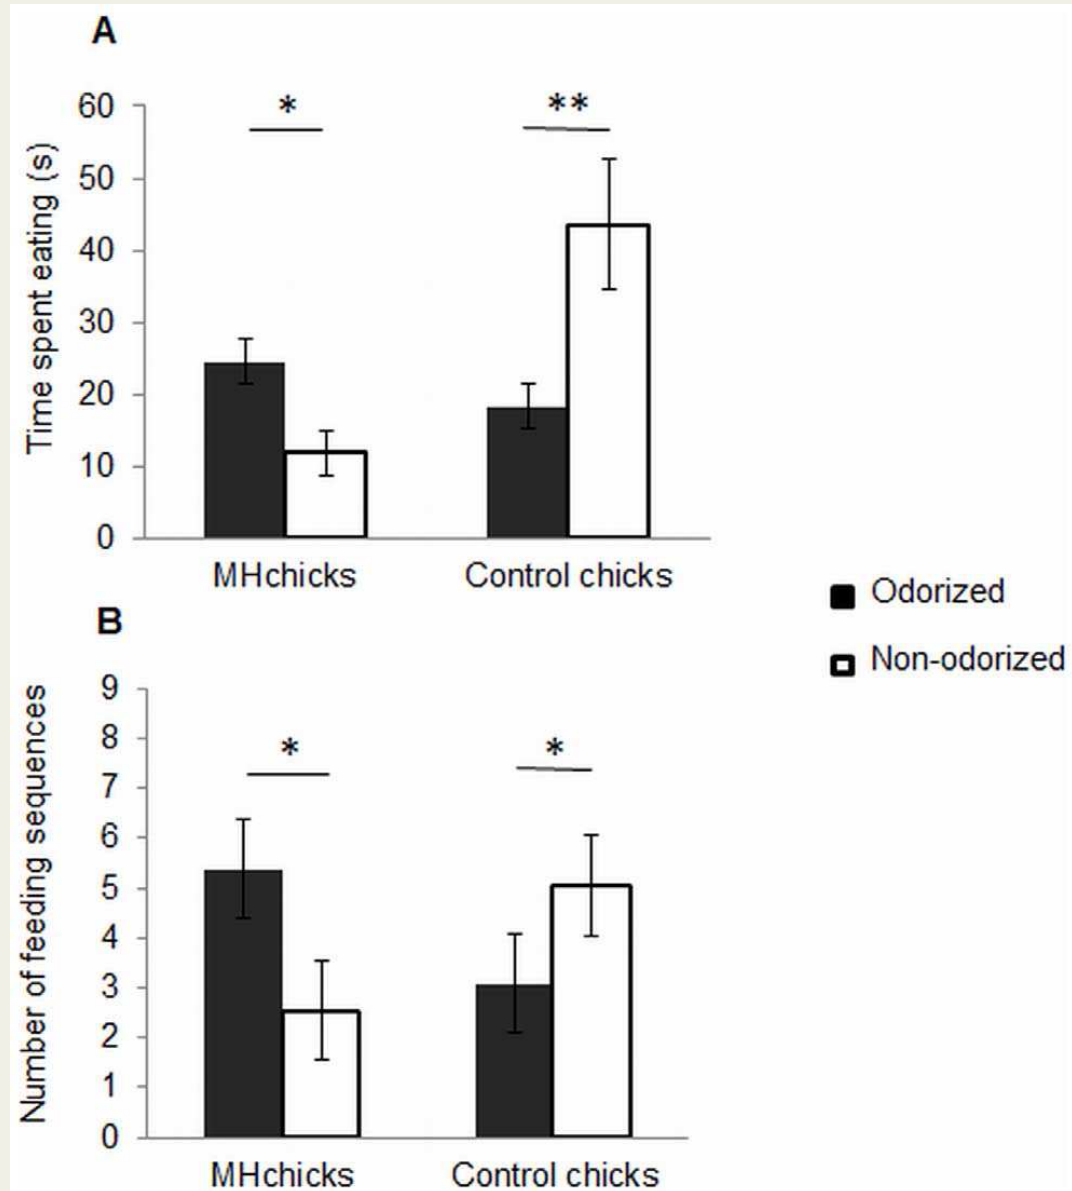 A
Time spent eating (s)
60
50
40
30
20
10
0
*
**
MHchicks
Control chicks
Odorized
Non-odorized
B
Number of feeding sequences
9
8
7
6
5
4
3
2
1
0
*
*
MHchicks
Control chicks